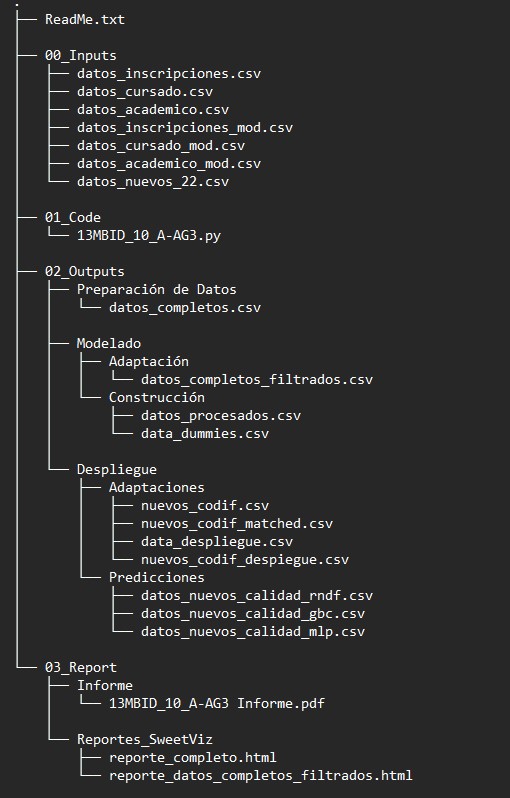 .
├── ReadMe.txt
├── 00_Inputs
│   ├── datos_inscripciones.csv
│   ├── datos_cursado.csv
│   ├── datos_academico.csv
│   ├── datos_inscripciones_mod.csv
│   ├── datos_cursado_mod.csv
│   ├── datos_academico_mod.csv
│   └── datos_nuevos_22.csv
├── 01_Code
│   └── 13MBID_10_A-AG3.py
├── 02_Outputs
│   ├── Preparación de Datos
│   │   └── datos_completos.csv
│   ├── Modelado
│   │   ├── Adaptación
│   │   │   └── datos_completos_filtrados.csv
│   │   └── Construcción
│   │       ├── datos_procesados.csv
│   │       └── data_dummies.csv
│   └── Despliegue
│       ├── Adaptaciones
│       │   ├── nuevos_codif.csv
│       │   ├── nuevos_codif_matched.csv
│       │   ├── data_despliegue.csv
│       │   └── nuevos_codif_despiegue.csv
│       └── Predicciones
│           ├── datos_nuevos_calidad_rndf.csv
│           ├── datos_nuevos_calidad_gbc.csv
│           └── datos_nuevos_calidad_mlp.csv
└── 03_Report
    ├── Informe
    │   └── 13MBID_10_A-AG3 Informe.pdf
    └── Reportes_SweetViz
        ├── reporte_completo.html
        └── reporte_datos_completos_filtrados.html